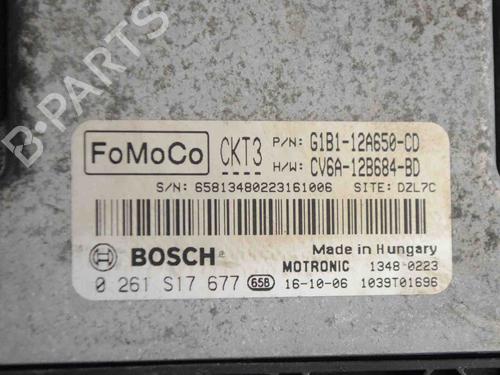 B-PARTS
FoMoCo
CKT3
P/N: G1B1-12A650-CD
H/W: CV6A-12B684-BD
S/N: 65813480223161006 SITE: DZL7C
BOSCH
Made in Hungary
MOTRONIC 1348 0223
0 261 S17 677 65B 16-10-06 1039T01696